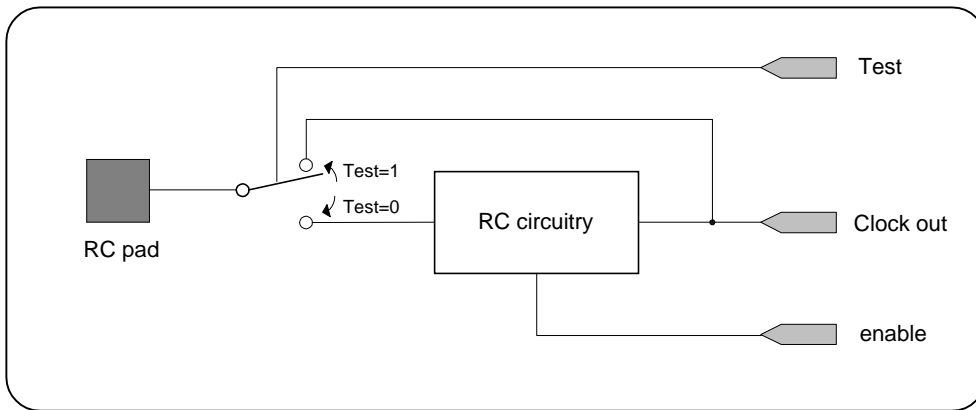 Test
Test=1
Test=0
RC circuitry
Clock out
RC pad
enable